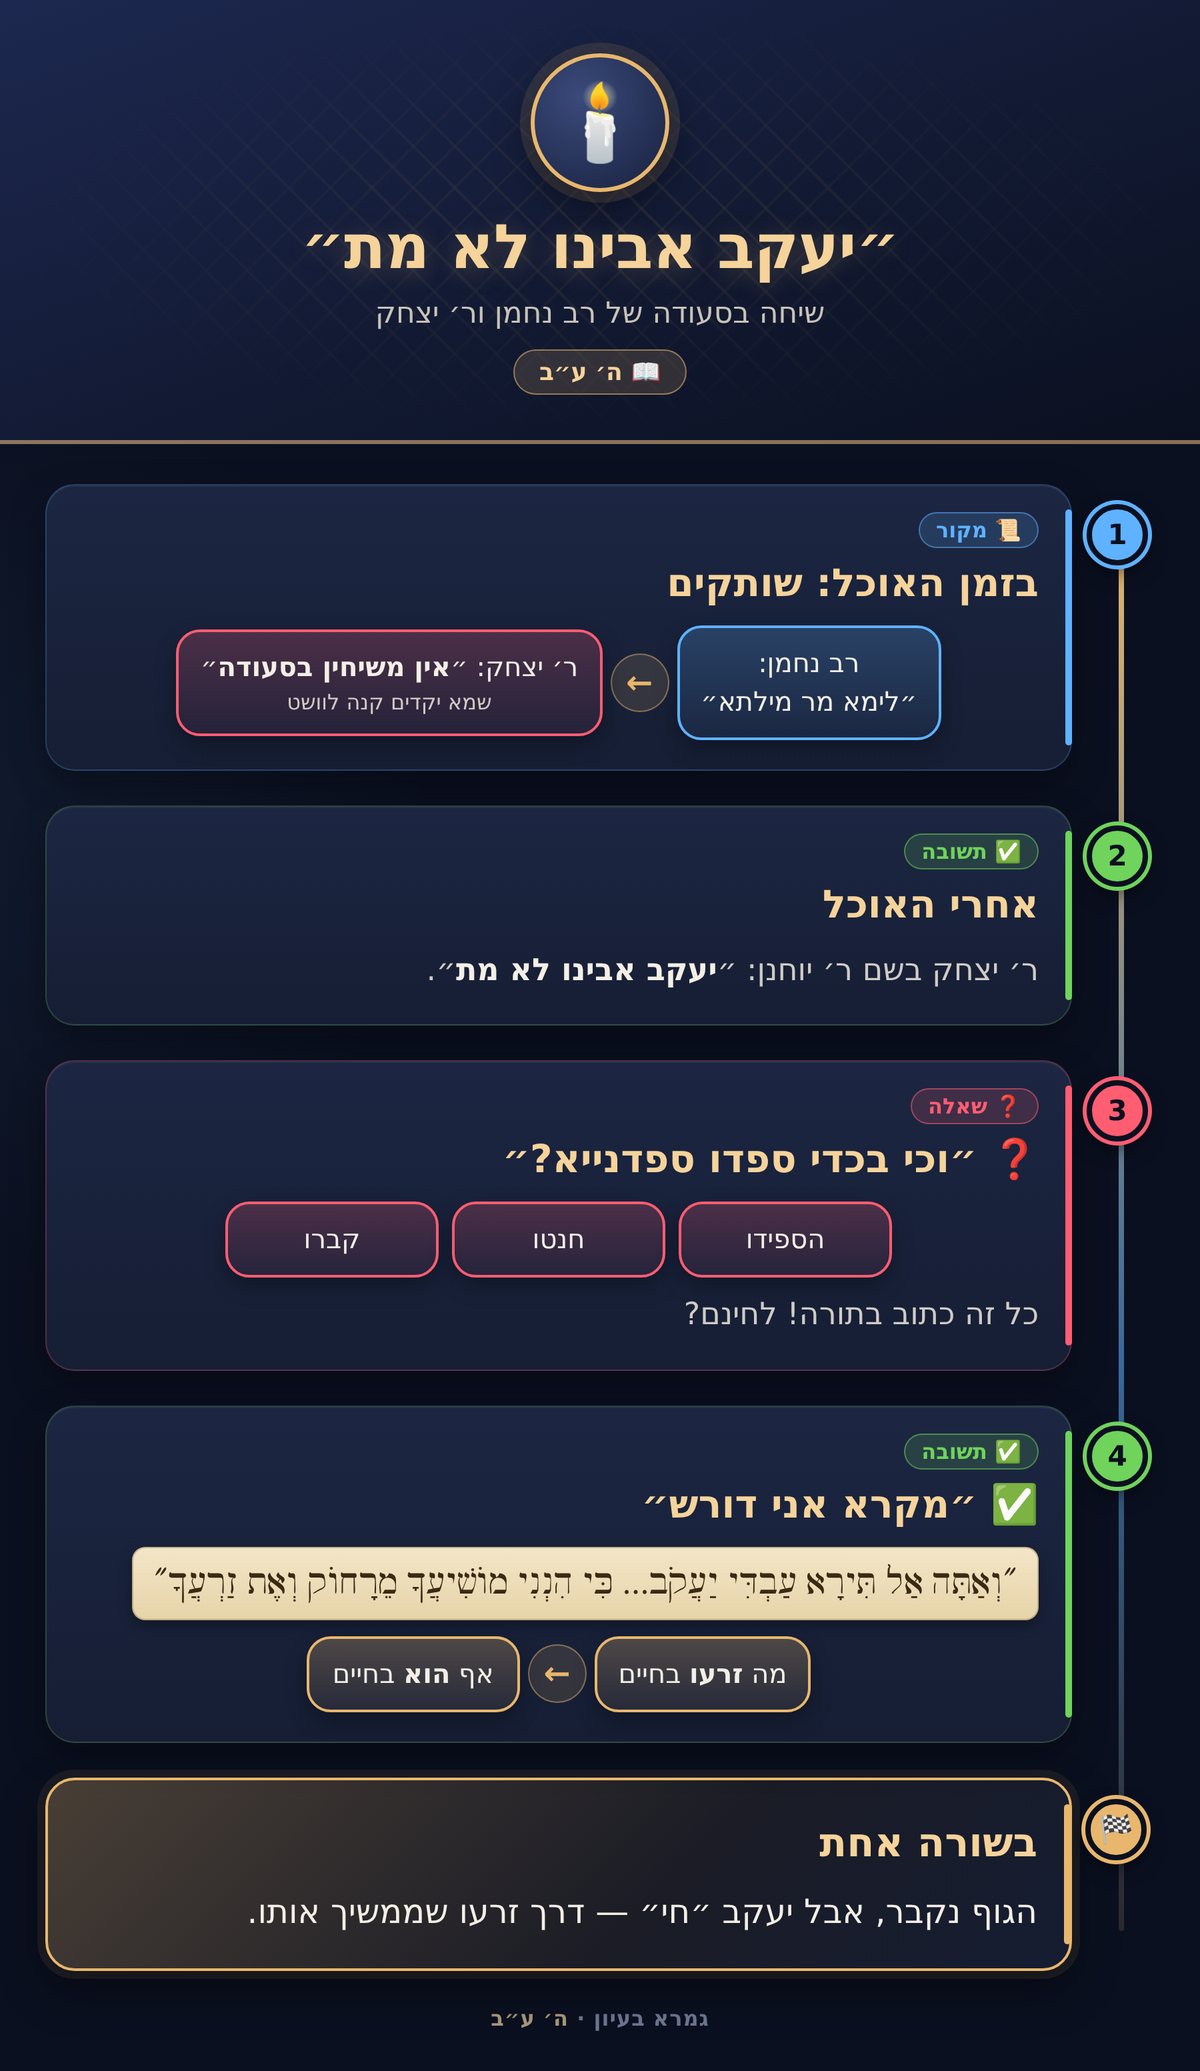 ״יעקב אבינו לא מת״
שיחה בסעודה של רב נחמן ור׳ יצחק
📖 ה׳ ע״ב
1
📜 מקור
בזמן האוכל: שותקים
רב נחמן:
״לימא מר מילתא״
←
ר׳ יצחק: ״אין משיחין בסעודה״
שמא יקדים קנה לוושט
2
✅ תשובה
אחרי האוכל
ר׳ יצחק בשם ר׳ יוחנן: ״יעקב אבינו לא מת״.
3
❓ שאלה
❓ ״וכי בכדי ספדו ספדנייא?״
הספידו
חנטו
קברו
כל זה כתוב בתורה! לחינם?
4
✅ תשובה
✅ ״מקרא אני דורש״
״וְאַתָּה אַל תִּירָא עַבְדִּי יַעֲקֹב... כִּי הִנְנִי מוֹשִׁיעֲךָ מֵרָחוֹק וְאֶת זַרְעֲךָ״
מה זרעו בחיים
←
אף הוא בחיים
בשורה אחת
הגוף נקבר, אבל יעקב ״חי״ — דרך זרעו שממשיך אותו.
גמרא בעיון · ה׳ ע״ב